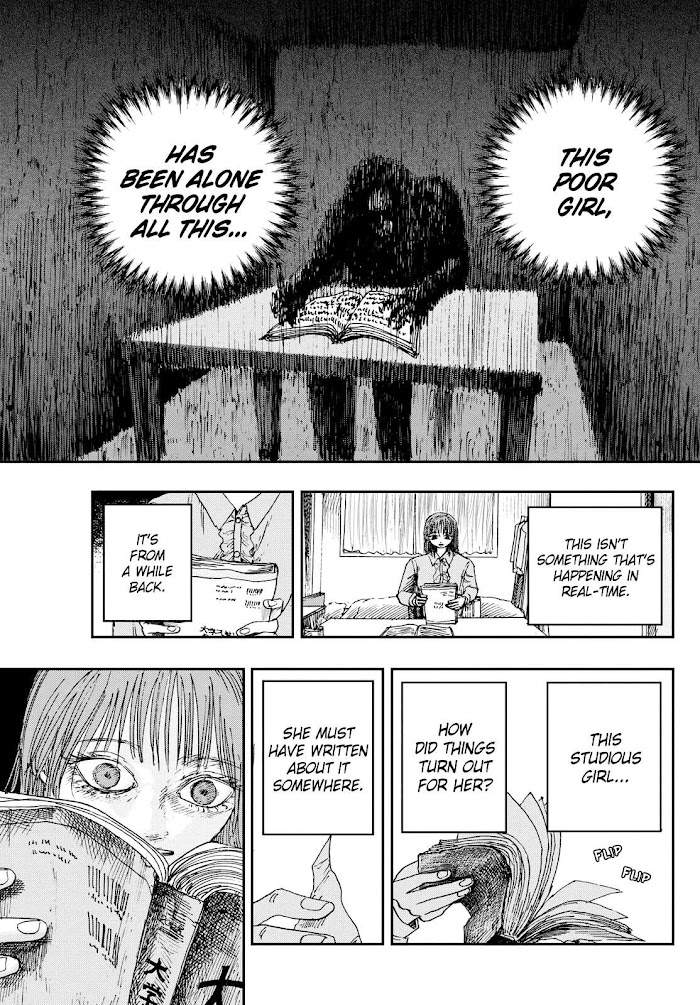 THIS
POOR
GIRL,
HAS
BEEN ALONE
THROUGH
ALL THIS...
THIS ISN'T
SOMETHING THAT'S
HAPPENING IN
REAL-TIME.
IT'S
FROM
A WHILE
BACK.
THIS
STUDIOUS
GIRL...
FLIP
FLIP
HOW
DID THINGS
TURN OUT
FOR HER?
SHE MUST
HAVE WRITTEN
ABOUT IT
SOMEWHERE.